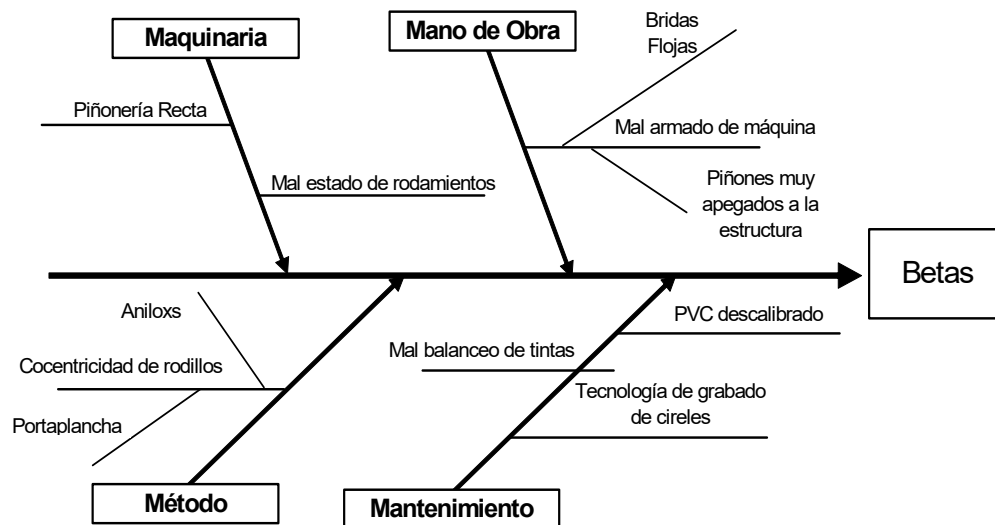 Maquinaria
Mano de Obra
Bridas
Flojas
Piñonería Recta
Mal armado de máquina
Mal estado de rodamientos
Piñones muy
apegados a la
estructura
Betas
Aniloxs
PVC descalibrado
Mal balanceo de tintas
Cocentricidad de rodillos
Tecnología de grabado
de cireles
Portaplancha
Método
Mantenimiento